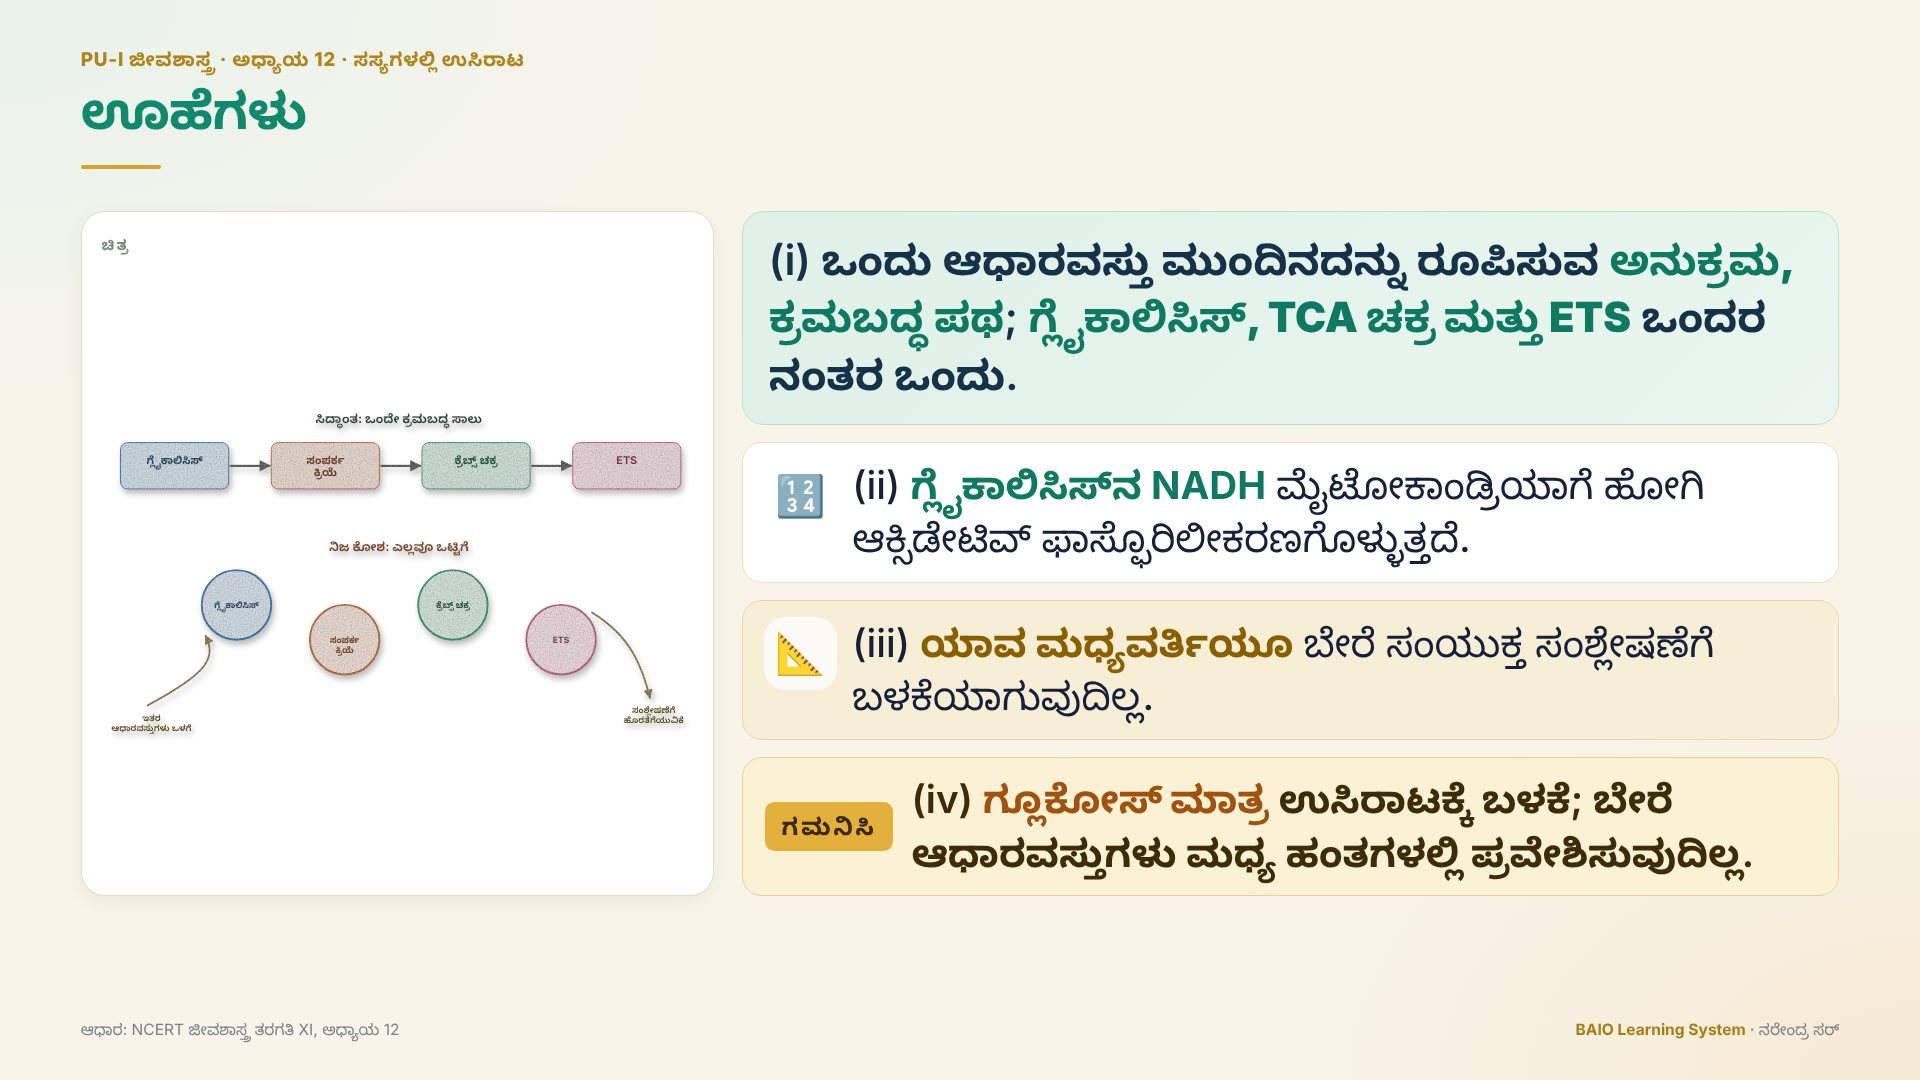 PU-I ಜೀವಶಾಸ್ತ್ರ · ಅಧ್ಯಾಯ 12 · ಸಸ್ಯಗಳಲ್ಲಿ ಉಸಿರಾಟ
ಊಹೆಗಳು
ಚಿತ್ರ
ಸಿದ್ಧಾಂತ: ಒಂದೇ ಕ್ರಮಬದ್ಧ ಸಾಲು
ಗ್ಲೈಕಾಲಿಸಿಸ್
ಸಂಪರ್ಕ
ಕ್ರಿಯೆ
ಕ್ರೆಬ್ಸ್ ಚಕ್ರ
ETS
ನಿಜ ಕೋಶ: ಎಲ್ಲವೂ ಒಟ್ಟಿಗೆ
ಗ್ಲೈಕಾಲಿಸಿಸ್
ಸಂಪರ್ಕ
ಕ್ರಿಯೆ
ಕ್ರೆಬ್ಸ್ ಚಕ್ರ
ETS
ಇತರ
ಆಧಾರವಸ್ತುಗಳು ಒಳಗೆ
ಸಂಶ್ಲೇಷಣೆಗೆ
ಹೊರತೆಗೆಯುವಿಕೆ
(i) ಒಂದು ಆಧಾರವಸ್ತು ಮುಂದಿನದನ್ನು ರೂಪಿಸುವ ಅನುಕ್ರಮ,
ಕ್ರಮಬದ್ಧ ಪಥ; ಗ್ಲೈಕಾಲಿಸಿಸ್, TCA ಚಕ್ರ ಮತ್ತು ETS ಒಂದರ
ನಂತರ ಒಂದು.
(ii) ಗ್ಲೈಕಾಲಿಸಿಸ್‌ನ NADH ಮೈಟೋಕಾಂಡ್ರಿಯಾಗೆ ಹೋಗಿ
ಆಕ್ಸಿಡೇಟಿವ್ ಫಾಸ್ಫೊರಿಲೀಕರಣಗೊಳ್ಳುತ್ತದೆ.
(iii) ಯಾವ ಮಧ್ಯವರ್ತಿಯೂ ಬೇರೆ ಸಂಯುಕ್ತ ಸಂಶ್ಲೇಷಣೆಗೆ
ಬಳಕೆಯಾಗುವುದಿಲ್ಲ.
ಗಮನಿಸಿ
(iv) ಗ್ಲೂಕೋಸ್ ಮಾತ್ರ ಉಸಿರಾಟಕ್ಕೆ ಬಳಕೆ; ಬೇರೆ
ಆಧಾರವಸ್ತುಗಳು ಮಧ್ಯ ಹಂತಗಳಲ್ಲಿ ಪ್ರವೇಶಿಸುವುದಿಲ್ಲ.
ಆಧಾರ: NCERT ಜೀವಶಾಸ್ತ್ರ ತರಗತಿ XI, ಅಧ್ಯಾಯ 12
BAIO Learning System · ನರೇಂದ್ರ ಸರ್